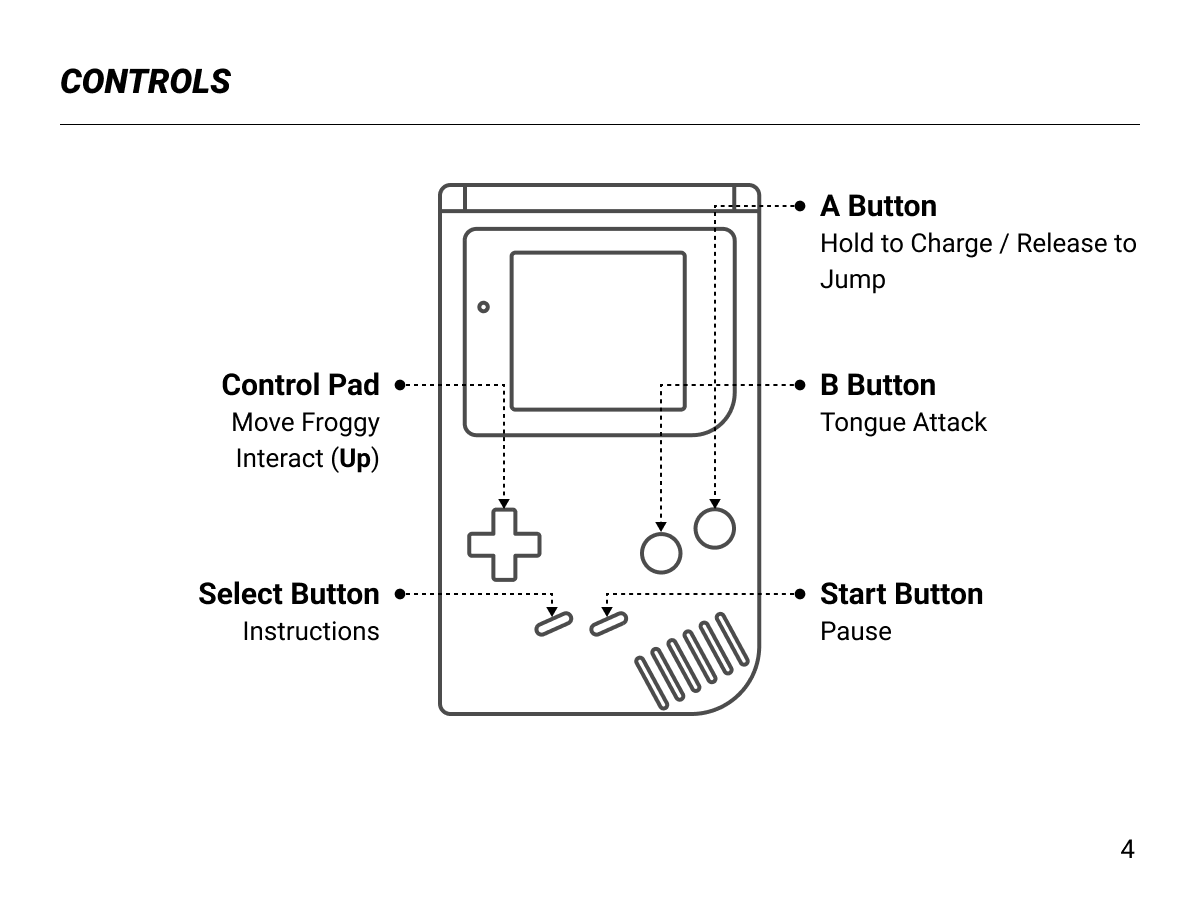 CONTROLS
A Button
Hold to Charge / Release to
Jump
Control Pad
Move Froggy
Interact (Up)
B Button
Tongue Attack
Select Button
Instructions
Start Button
Pause
4